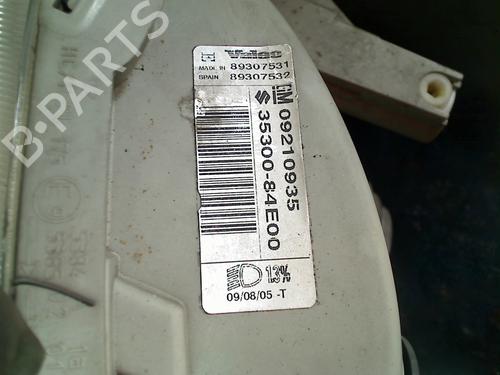 Valeo
E
MADE IN 89307531
SPAIN 89307532
GM 09210935
35300-84E00
1.3%
09/08/05 -T
B-PARTS